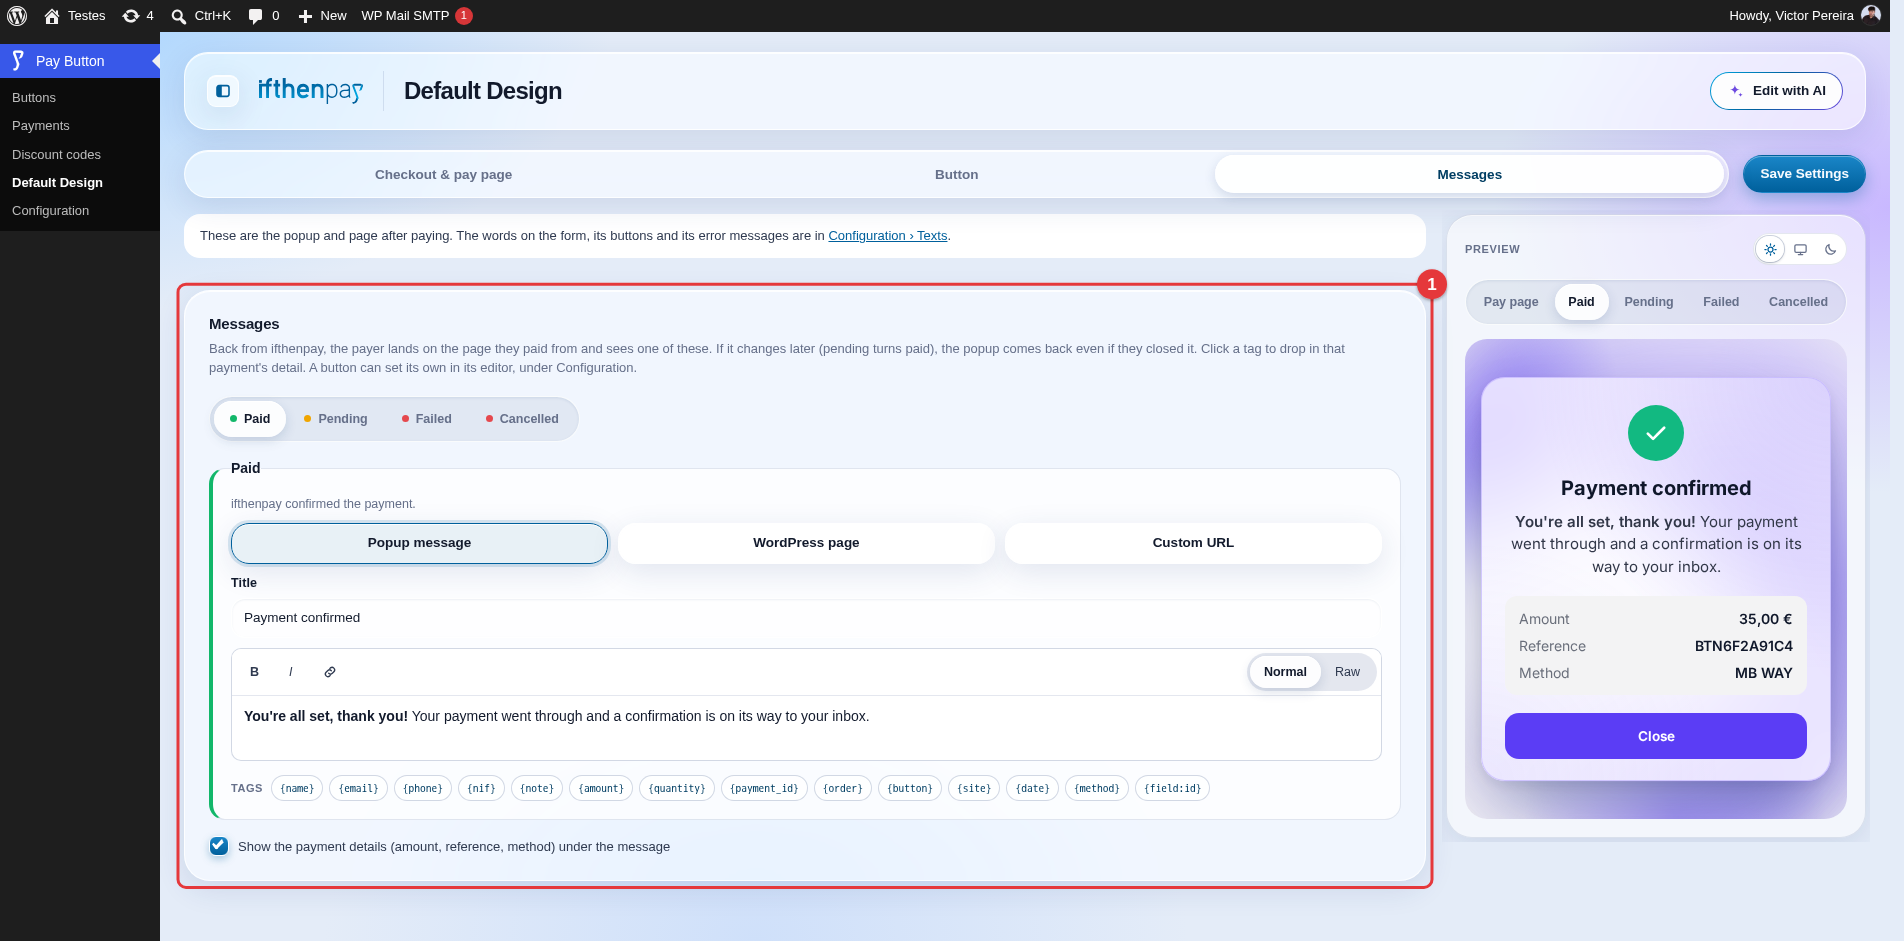 Testes
4
Ctrl+K
0
New
WP Mail SMTP
1
Howdy, Victor Pereira
Pay Button
Buttons
Payments
Discount codes
Default Design
Configuration
ifthenpay
Default Design
Edit with AI
Checkout & pay page
Button
Messages
Save Settings
These are the popup and page after paying. The words on the form, its buttons and its error messages are in Configuration › Texts.
1
Messages
Back from ifthenpay, the payer lands on the page they paid from and sees one of these. If it changes later (pending turns paid), the popup comes back even if they closed it. Click a tag to drop in that
payment's detail. A button can set its own in its editor, under Configuration.
Paid
Pending
Failed
Cancelled
Paid
ifthenpay confirmed the payment.
Popup message
WordPress page
Custom URL
Title
Payment confirmed
B
I
Normal
Raw
You're all set, thank you! Your payment went through and a confirmation is on its way to your inbox.
TAGS
{name}
{email}
{phone}
{nif}
{note}
{amount}
{quantity}
{payment_id}
{order}
{button}
{site}
{date}
{method}
{field:id}
Show the payment details (amount, reference, method) under the message
PREVIEW
Pay page
Paid
Pending
Failed
Cancelled
Payment confirmed
You're all set, thank you! Your payment
went through and a confirmation is on its
way to your inbox.
Amount
35,00 €
Reference
BTN6F2A91C4
Method
MB WAY
Close